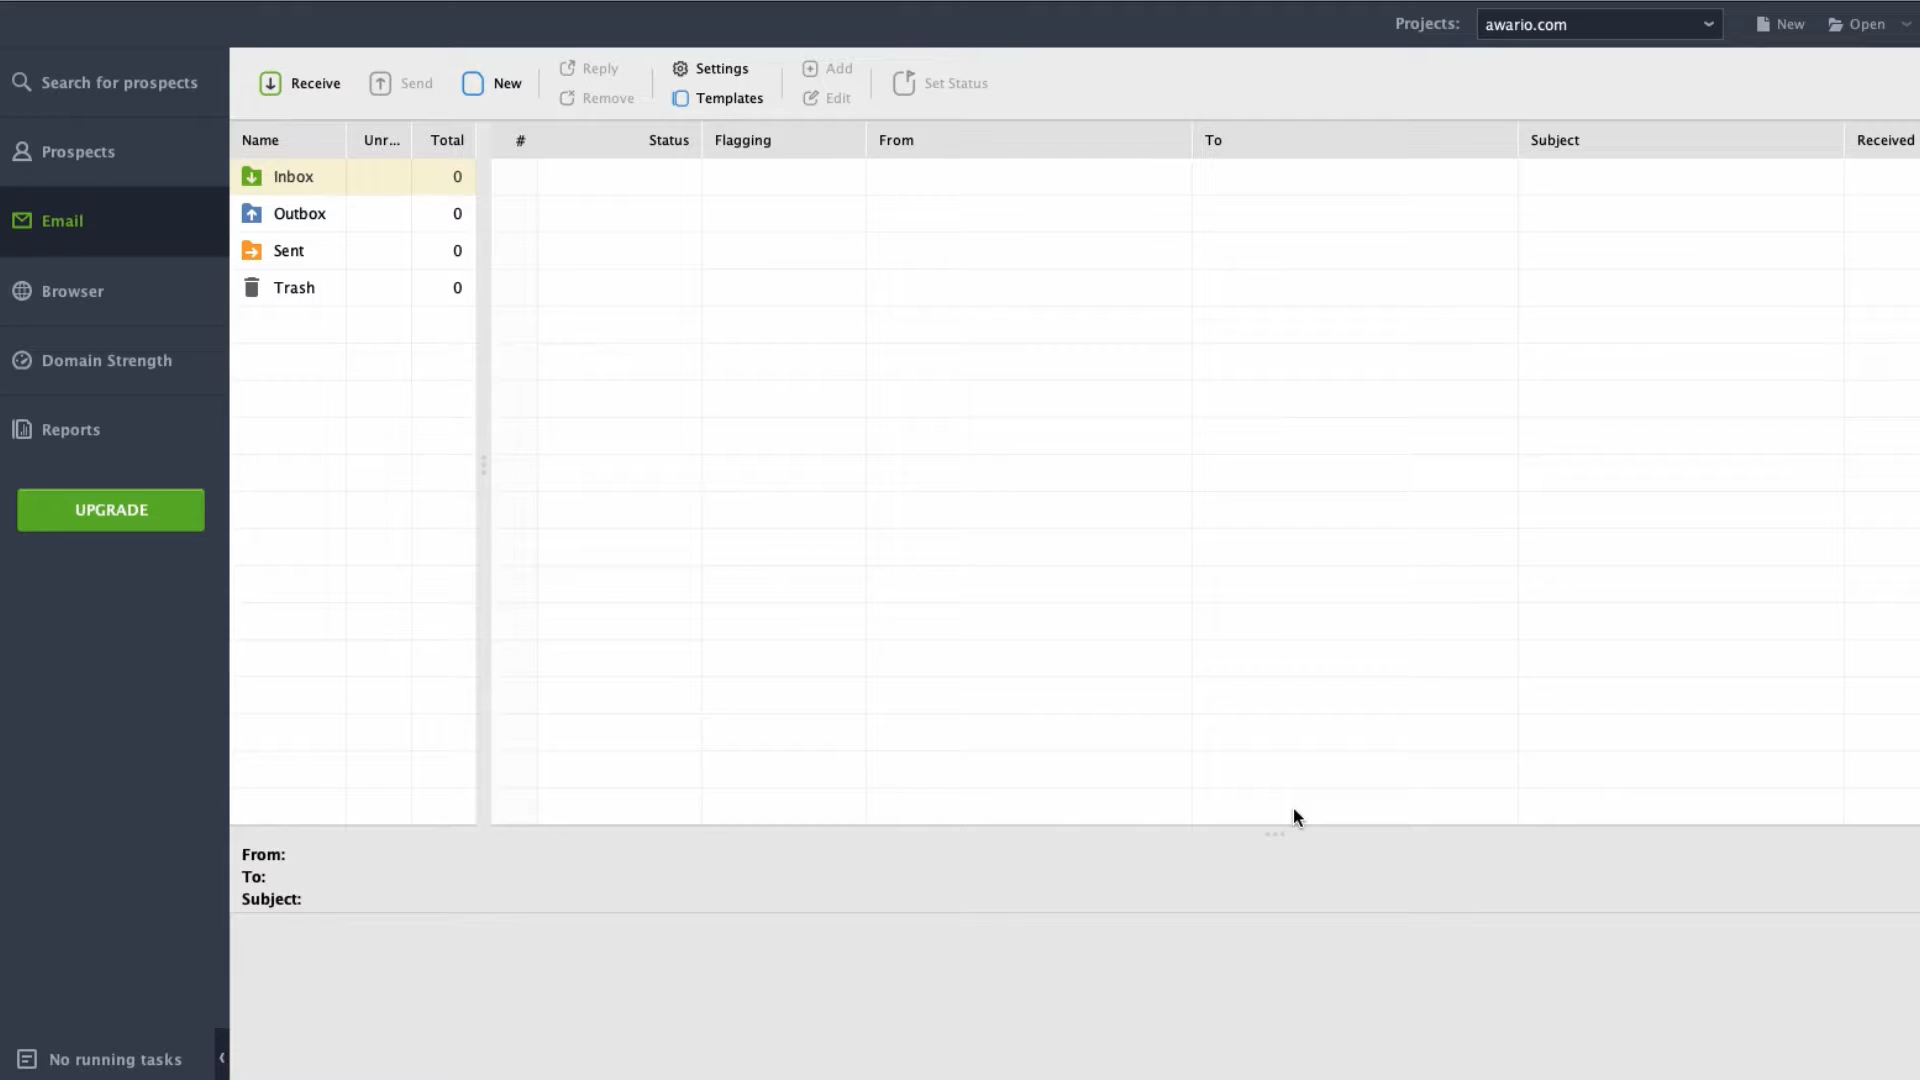 Projects: awario.com New Open
Search for prospects
Prospects
Email
Browser
Domain Strength
Reports
UPGRADE
No running tasks
Receive Send New Reply Settings Add Set Status
Remove Templates Edit
Name Unr... Total # Status Flagging From To Subject Received
Inbox 0
Outbox 0
Sent 0
Trash 0
From:
To:
Subject: